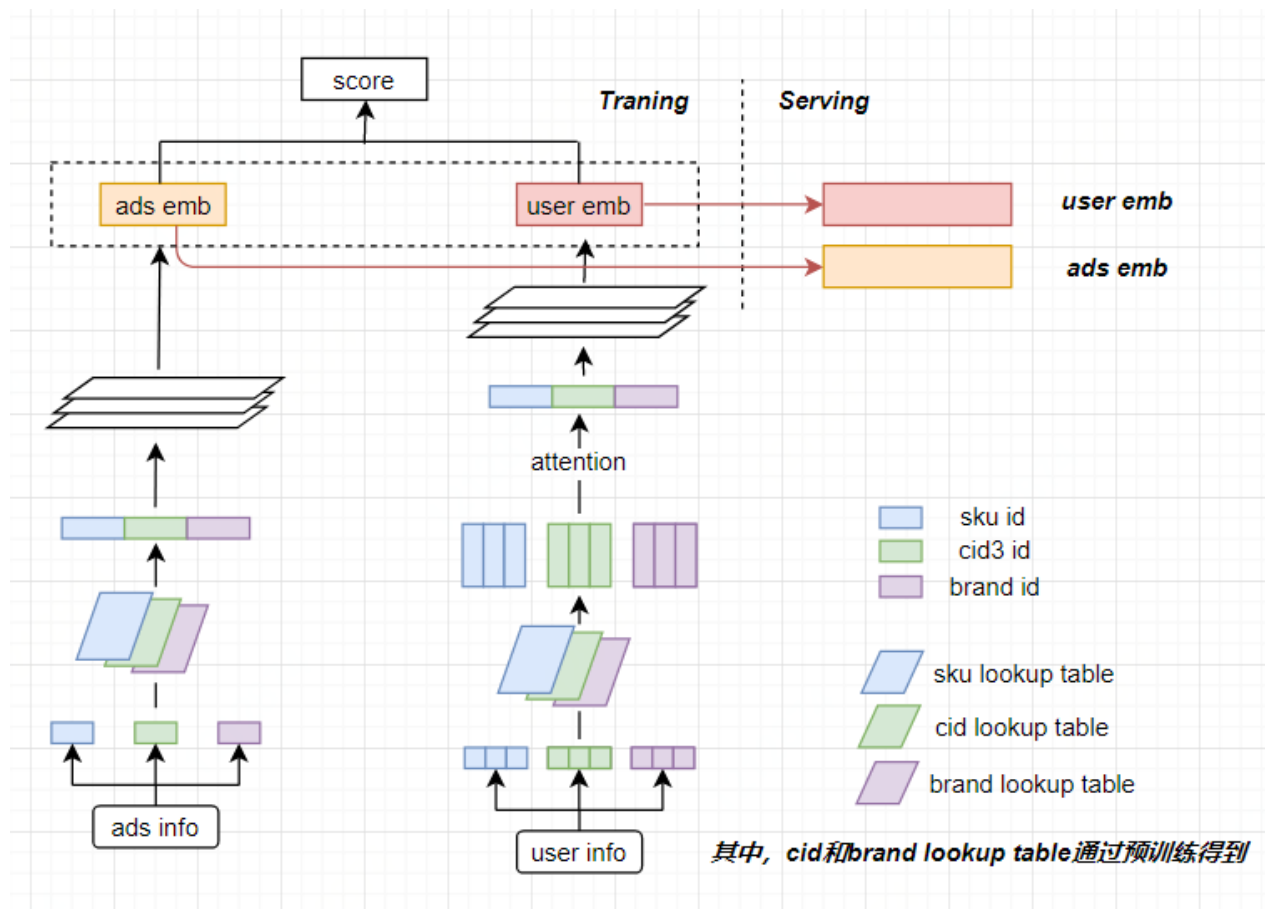 score
Traning
Serving
ads emb
user emb
user emb
ads emb
attention
sku id
cid3 id
brand id
sku lookup table
cid lookup table
brand lookup table
ads info
user info
其中，cid和brand lookup table通过预训练得到